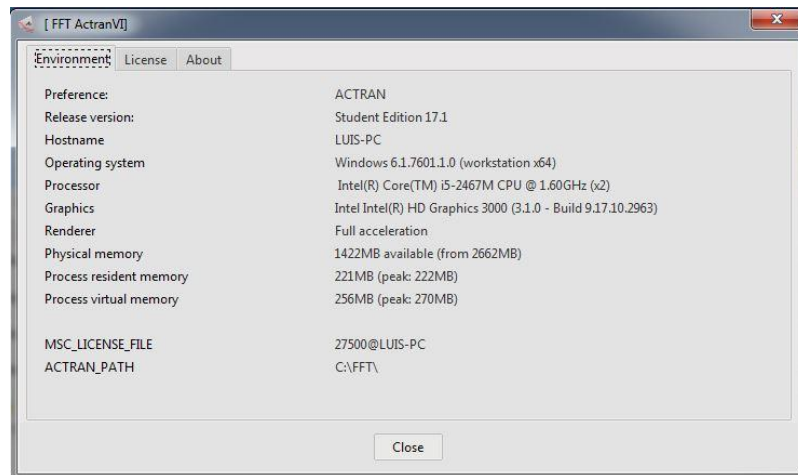 [ FFT ActranVI]
Environment License About
Preference: ACTRAN
Release version: Student Edition 17.1
Hostname LUIS-PC
Operating system Windows 6.1.7601.1.0 (workstation x64)
Processor Intel(R) Core(TM) i5-2467M CPU @ 1.60GHz (x2)
Graphics Intel Intel(R) HD Graphics 3000 (3.1.0 - Build 9.17.10.2963)
Renderer Full acceleration
Physical memory 1422MB available (from 2662MB)
Process resident memory 221MB (peak: 222MB)
Process virtual memory 256MB (peak: 270MB)
MSC_LICENSE_FILE 27500@LUIS-PC
ACTRAN_PATH C:\FFT\
Close